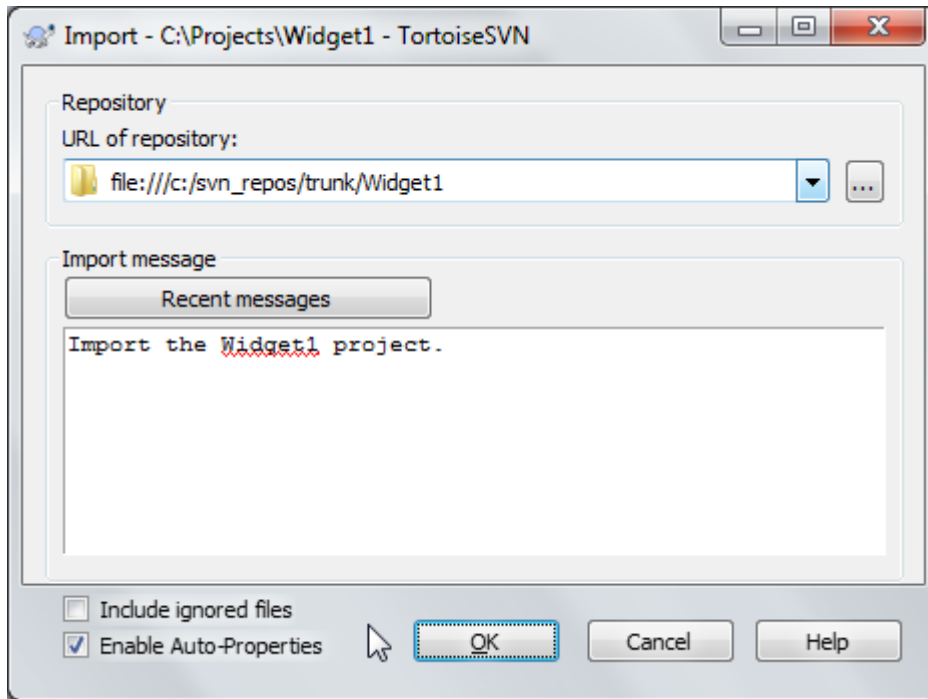 Import - C:\Projects\Widget1 - TortoiseSVN
Repository
URL of repository:
file:///c:/svn_repos/trunk/Widget1
...
Import message
Recent messages
Import the Widget1 project.
Include ignored files
Enable Auto-Properties
OK
Cancel
Help